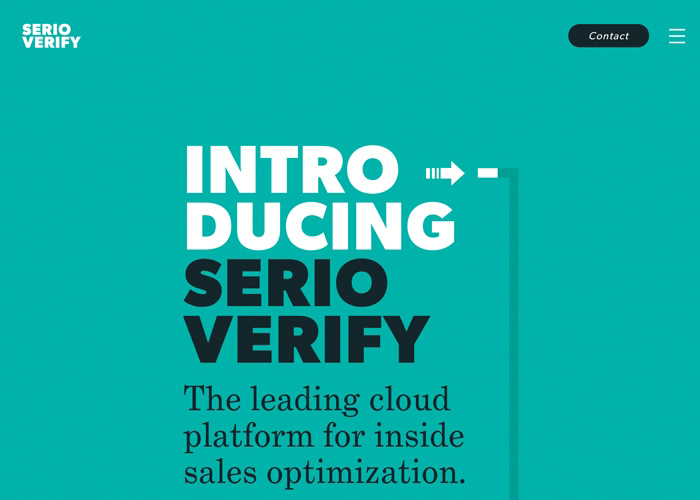 SERIO
VERIFY
Contact
INTRO
DUCING
SERIO
VERIFY
The leading cloud
platform for inside
sales optimization.